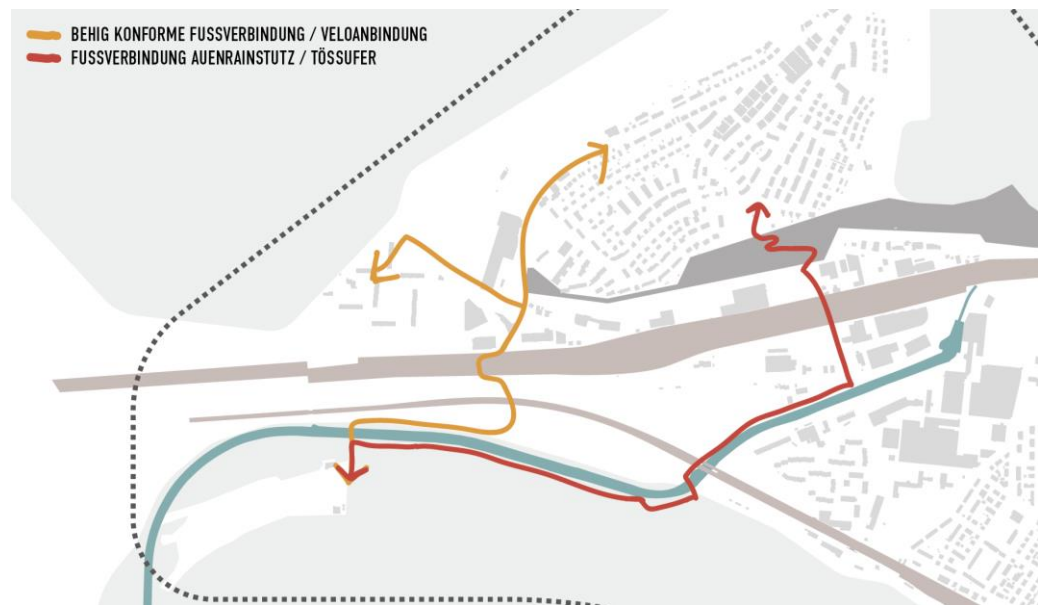 BEHIG KONFORME FUSSVERBINDUNG / VELOANBINDUNG
FUSSVERBINDUNG AUENRAINSTUTZ / TÖSSUFER